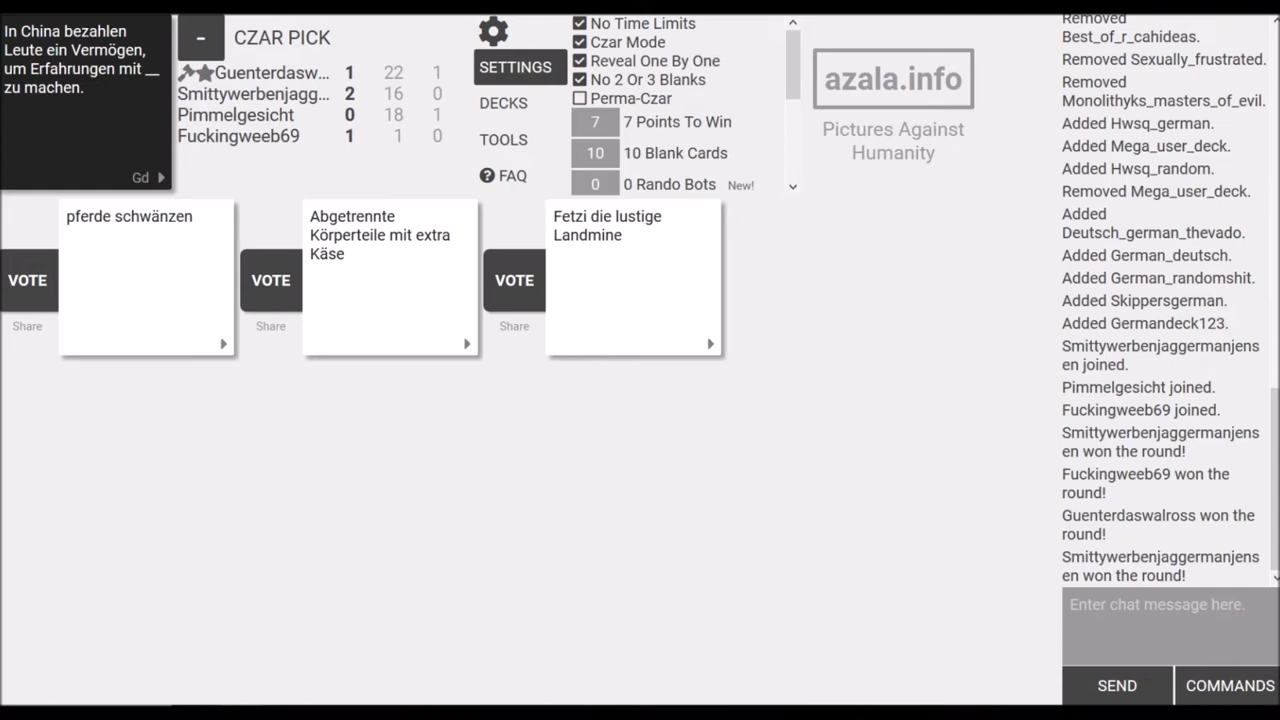 In China bezahlen
Leute ein Vermögen,
um Erfahrungen mit __
zu machen.
Gd
-
CZAR PICK
Guenterdasw... 1 22 1
Smittywerbenjagg... 2 16 0
Pimmelgesicht 0 18 1
Fuckingweeb69 1 1 0
SETTINGS
DECKS
TOOLS
? FAQ
No Time Limits
Czar Mode
Reveal One By One
No 2 Or 3 Blanks
Perma-Czar
7 7 Points To Win
10 10 Blank Cards
0 0 Rando Bots New!
azala.info
Pictures Against
Humanity
VOTE
Share
pferde schwänzen
VOTE
Share
Abgetrennte
Körperteile mit extra
Käse
VOTE
Share
Fetzi die lustige
Landmine
Removed
Best_of_r_cahideas.
Removed Sexually_frustrated.
Removed
Monolithyks_masters_of_evil.
Added Hwsq_german.
Added Mega_user_deck.
Added Hwsq_random.
Removed Mega_user_deck.
Added
Deutsch_german_thevado.
Added German_deutsch.
Added German_randomshit.
Added Skippersgerman.
Added Germandeck123.
Smittywerbenjaggermanjens
en joined.
Pimmelgesicht joined.
Fuckingweeb69 joined.
Smittywerbenjaggermanjens
en won the round!
Fuckingweeb69 won the
round!
Guenterdaswalross won the
round!
Smittywerbenjaggermanjens
en won the round!
Enter chat message here.
SEND
COMMANDS